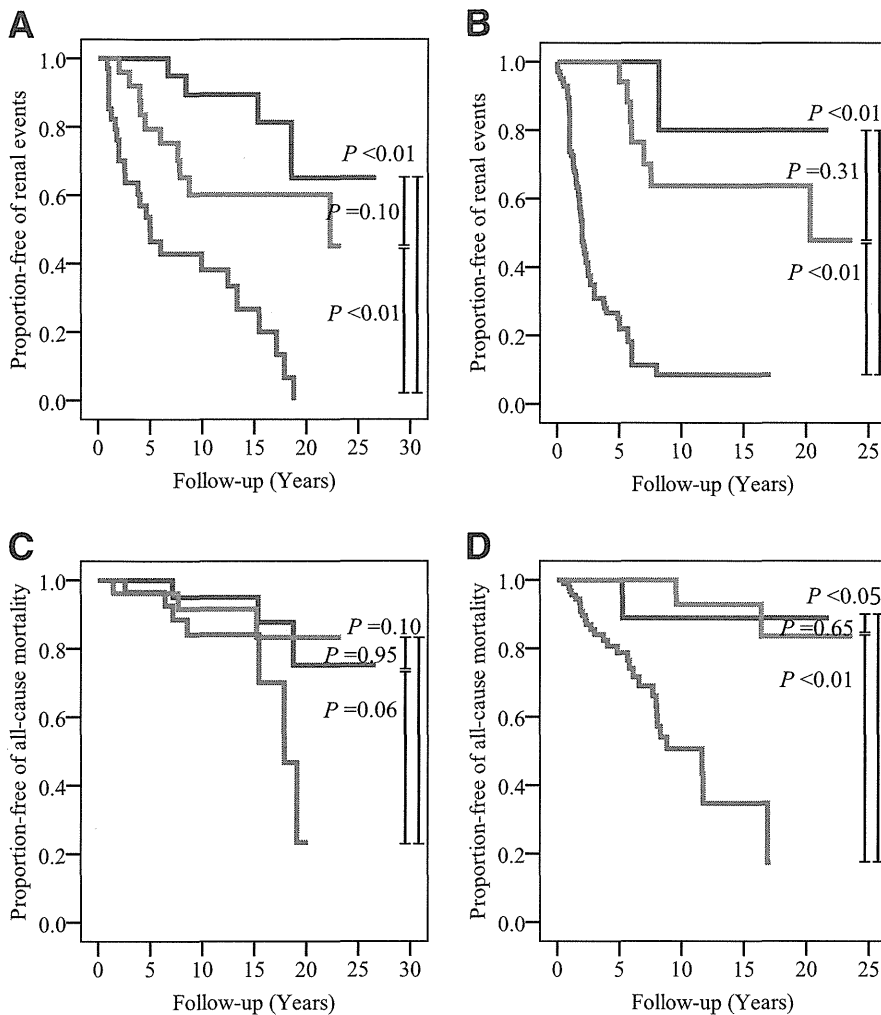 A
Proportion-free of renal events
1.0
0.8
0.6
0.4
0.2
0.0
P <0.01
P =0.10
P <0.01
0 5 10 15 20 25 30
Follow-up (Years)
B
Proportion-free of renal events
1.0
0.8
0.6
0.4
0.2
0.0
P <0.01
P =0.31
P <0.01
0 5 10 15 20 25
Follow-up (Years)
C
Proportion-free of all-cause mortality
1.0
0.8
0.6
0.4
0.2
0.0
P =0.10
P =0.95
P =0.06
0 5 10 15 20 25 30
Follow-up (Years)
D
Proportion-free of all-cause mortality
1.0
0.8
0.6
0.4
0.2
0.0
P <0.05
P =0.65
P <0.01
0 5 10 15 20 25
Follow-up (Years)